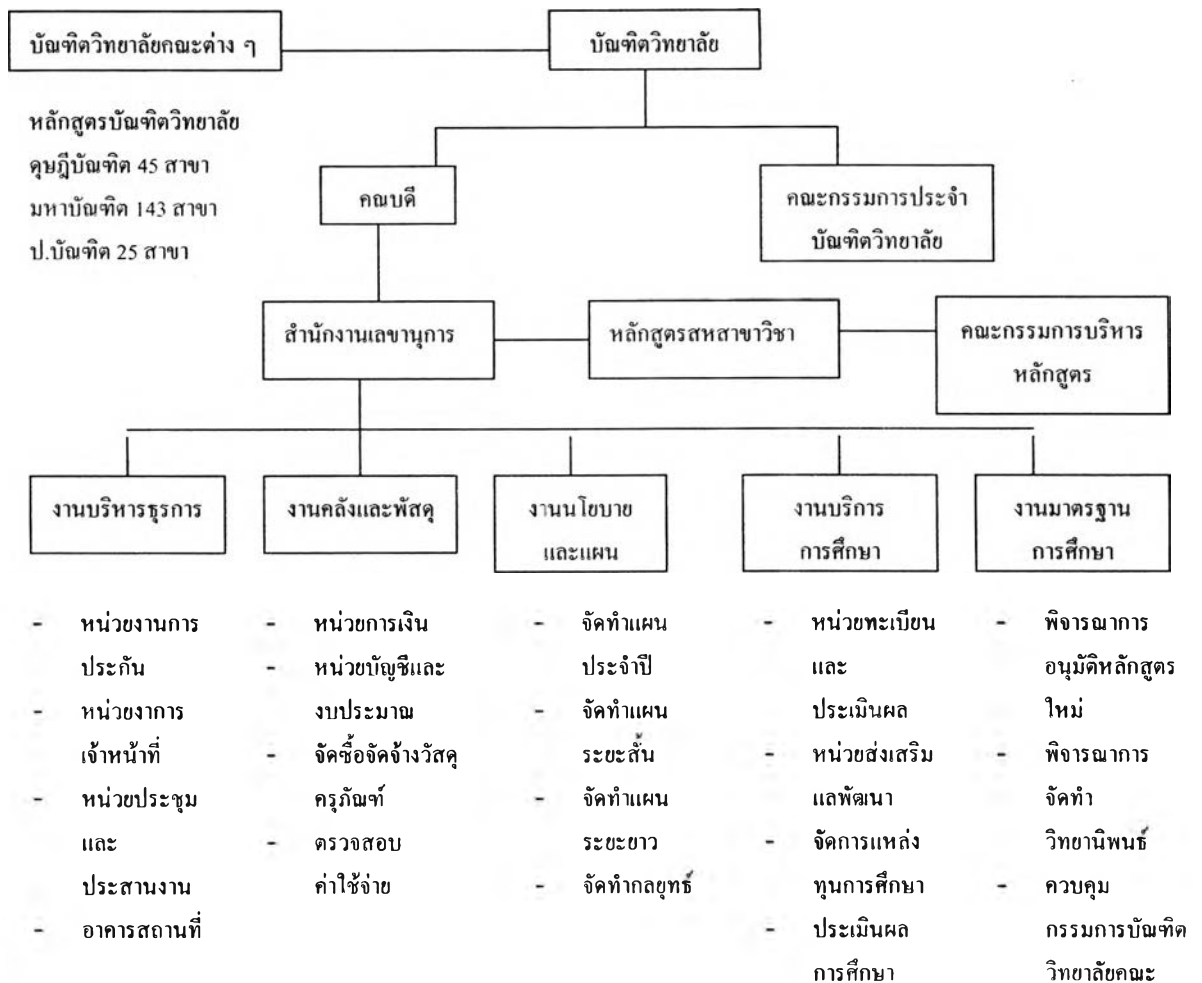 บัณฑิตวิทยาลัยคณะต่าง ๆ
บัณฑิตวิทยาลัย
หลักสูตรบัณฑิตวิทยาลัย
ดุษฎีบัณฑิต 45 สาขา
มหาบัณฑิต 143 สาขา
ป.บัณฑิต 25 สาขา
คณบดี
คณะกรรมการประจำ
บัณฑิตวิทยาลัย
สำนักงานเลขานุการ
หลักสูตรสหสาขาวิชา
คณะกรรมการบริหาร
หลักสูตร
งานบริหารธุรการ
งานคลังและพัสดุ
งานนโยบาย
และแผน
งานบริการ
การศึกษา
งานมาตรฐาน
การศึกษา
- หน่วยงานการ
ประกัน
- หน่วยงาการ
เจ้าหน้าที่
- หน่วยประชุม
และ
ประสานงาน
- อาคารสถานที่
- หน่วยการเงิน
- หน่วยบัญชีและ
งบประมาณ
- จัดซื้อจัดจ้างวัสดุ
ครุภัณฑ์
- ตรวจสอบ
ค่าใช้จ่าย
- จัดทำแผน
ประจำปี
- จัดทำแผน
ระยะสั้น
- จัดทำแผน
ระยะยาว
- จัดทำกลยุทธ์
- หน่วยทะเบียน
และ
ประเมินผล
- หน่วยส่งเสริม
แลพัฒนา
- จัดการแหล่ง
ทุนการศึกษา
- ประเมินผล
การศึกษา
- พิจารณาการ
อนุมัติหลักสูตร
ใหม่
- พิจารณาการ
จัดทำ
วิทยานิพนธ์
- ควบคุม
กรรมการบัณฑิต
วิทยาลัยคณะ